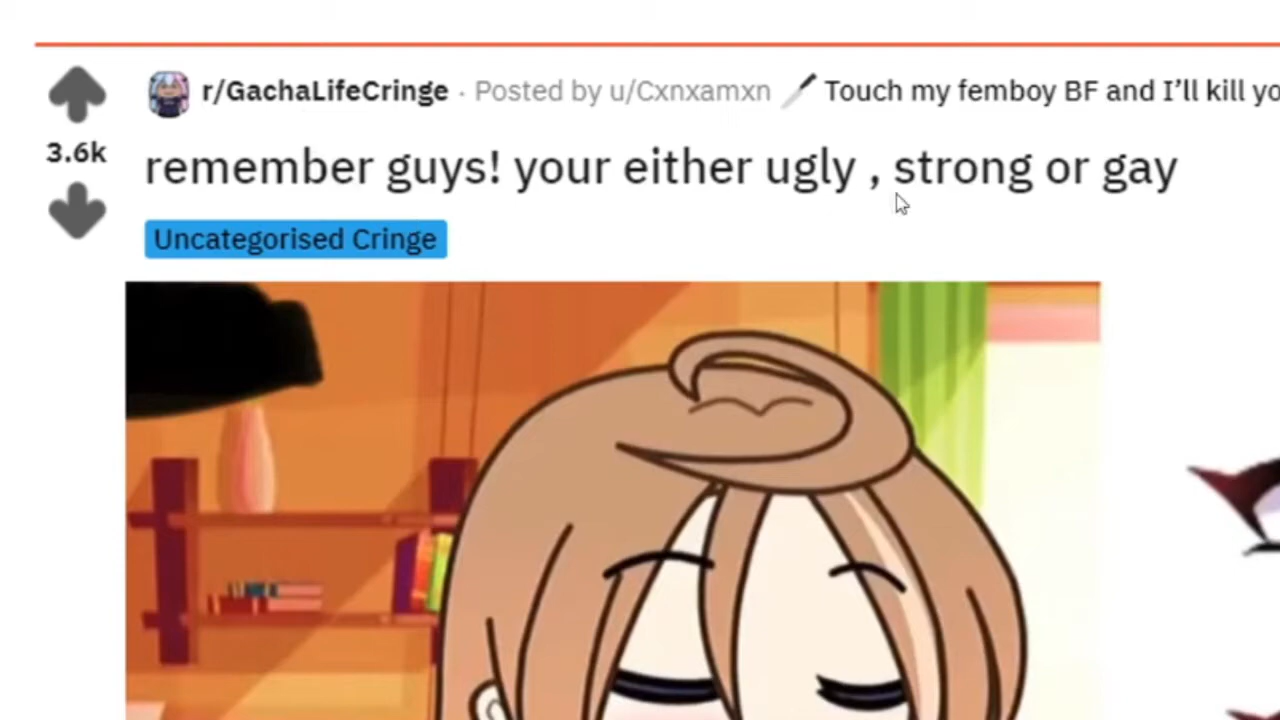 r/GachaLifeCringe · Posted by u/Cxnxamxn Touch my femboy BF and I’ll kill
3.6k
remember guys! your either ugly , strong or gay
Uncategorised Cringe